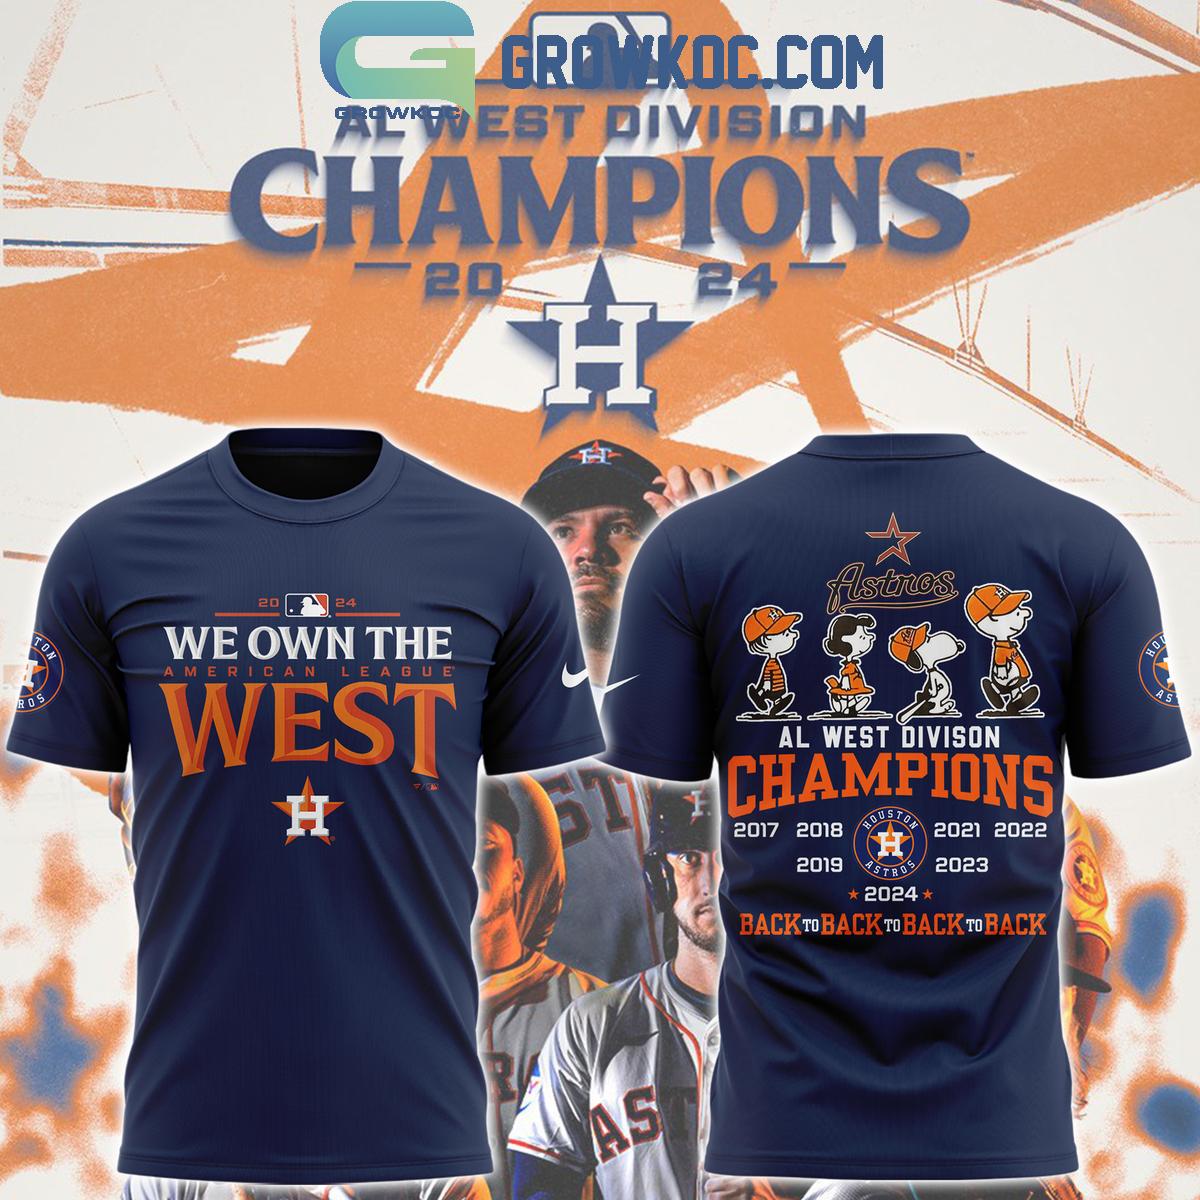 GROWKOC.COM
GROWKOC
AL WEST DIVISION
CHAMPIONS
20 24
H
H
20 24
WE OWN THE
AMERICAN LEAGUE
WEST
H
Astros
AL WEST DIVISON
CHAMPIONS
2017 2018 2021 2022
HOUSTON
H
ASTROS
2019 2023
2024
BACK TO BACK TO BACK TO BACK
AST